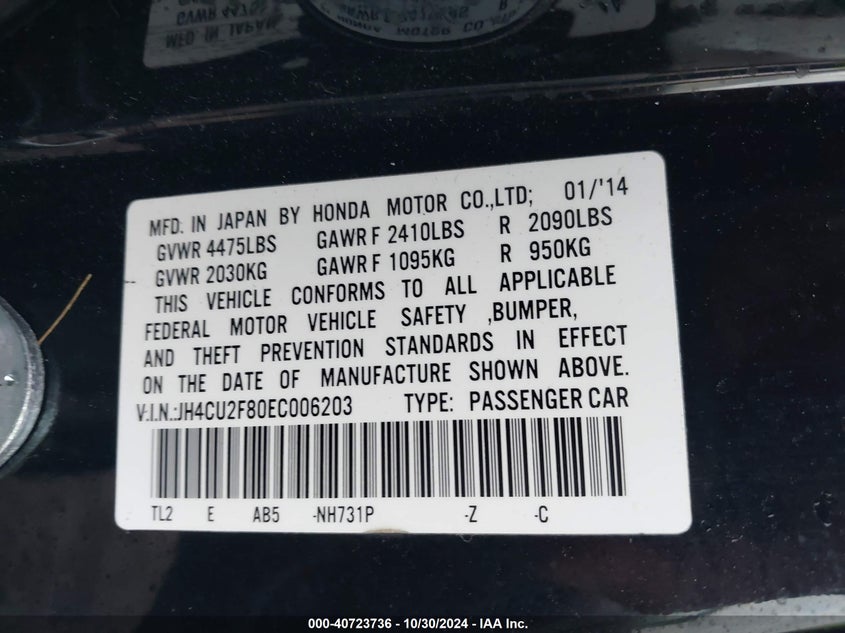 MFD. IN JAPAN BY HONDA MOTOR CO.,LTD; 01/'14
GVWR 4475LBS GAWR F 2410LBS R 2090LBS
GVWR 2030KG GAWR F 1095KG R 950KG
THIS VEHICLE CONFORMS TO ALL APPLICABLE
FEDERAL MOTOR VEHICLE SAFETY ,BUMPER,
AND THEFT PREVENTION STANDARDS IN EFFECT
ON THE DATE OF MANUFACTURE SHOWN ABOVE.
V.I.N.:JH4CU2F80EC006203 TYPE: PASSENGER CAR
TL2 E AB5 -NH731P -Z -C
000-40723736 - 10/30/2024 - IAA Inc.